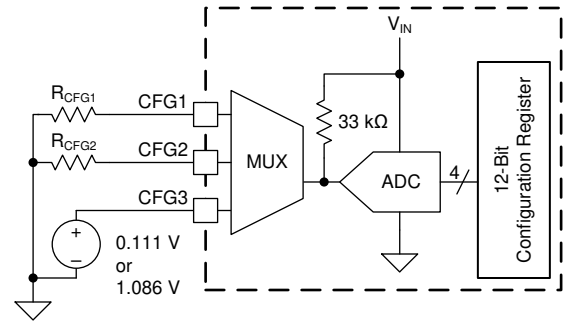 V_IN
R_CFG1
CFG1
33 kΩ
R_CFG2
CFG2
MUX
ADC
4
12-Bit
Configuration Register
CFG3
+
0.111 V
–
or
1.086 V